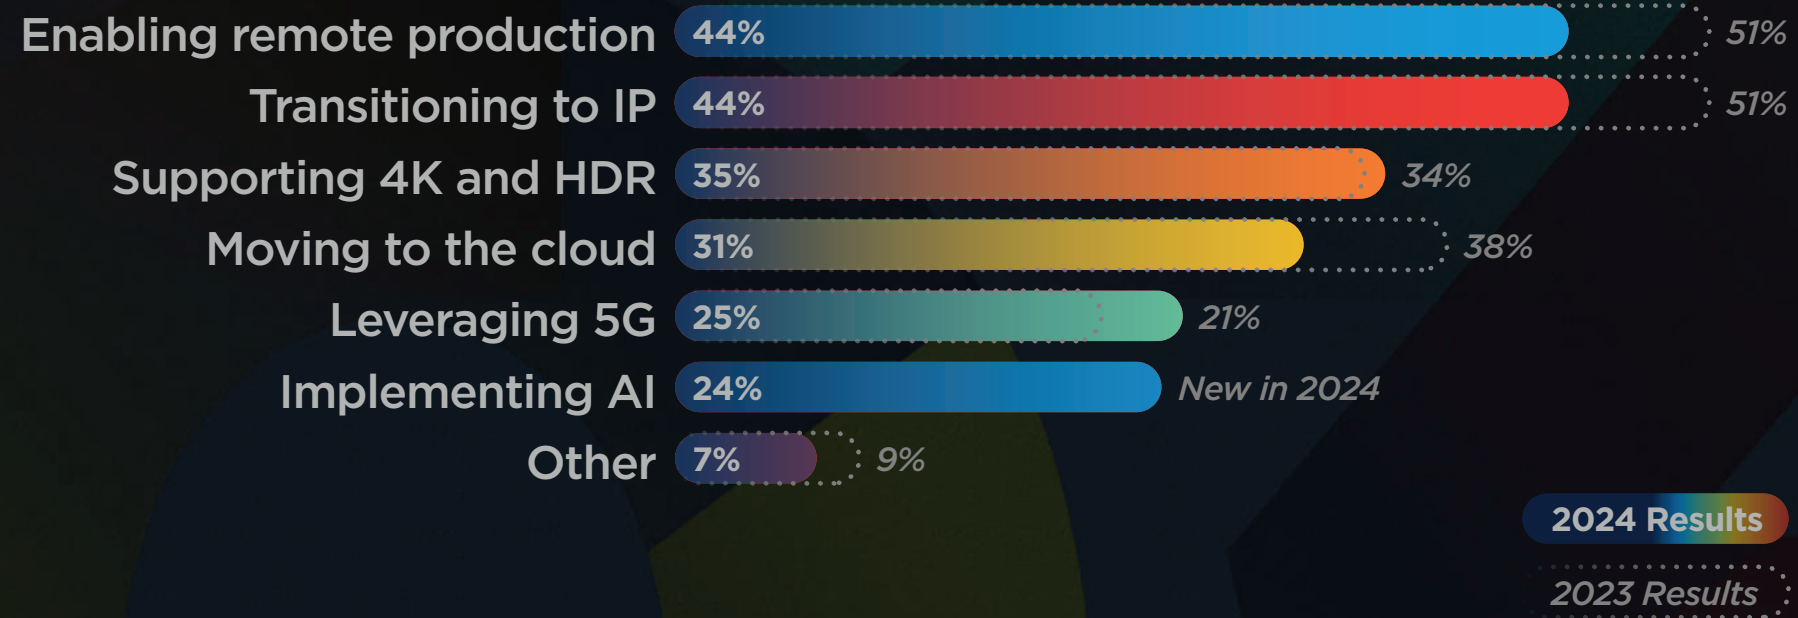 Enabling remote production 44% 51%
Transitioning to IP 44% 51%
Supporting 4K and HDR 35% 34%
Moving to the cloud 31% 38%
Leveraging 5G 25% 21%
Implementing AI 24% New in 2024
Other 7% 9%
2024 Results
2023 Results